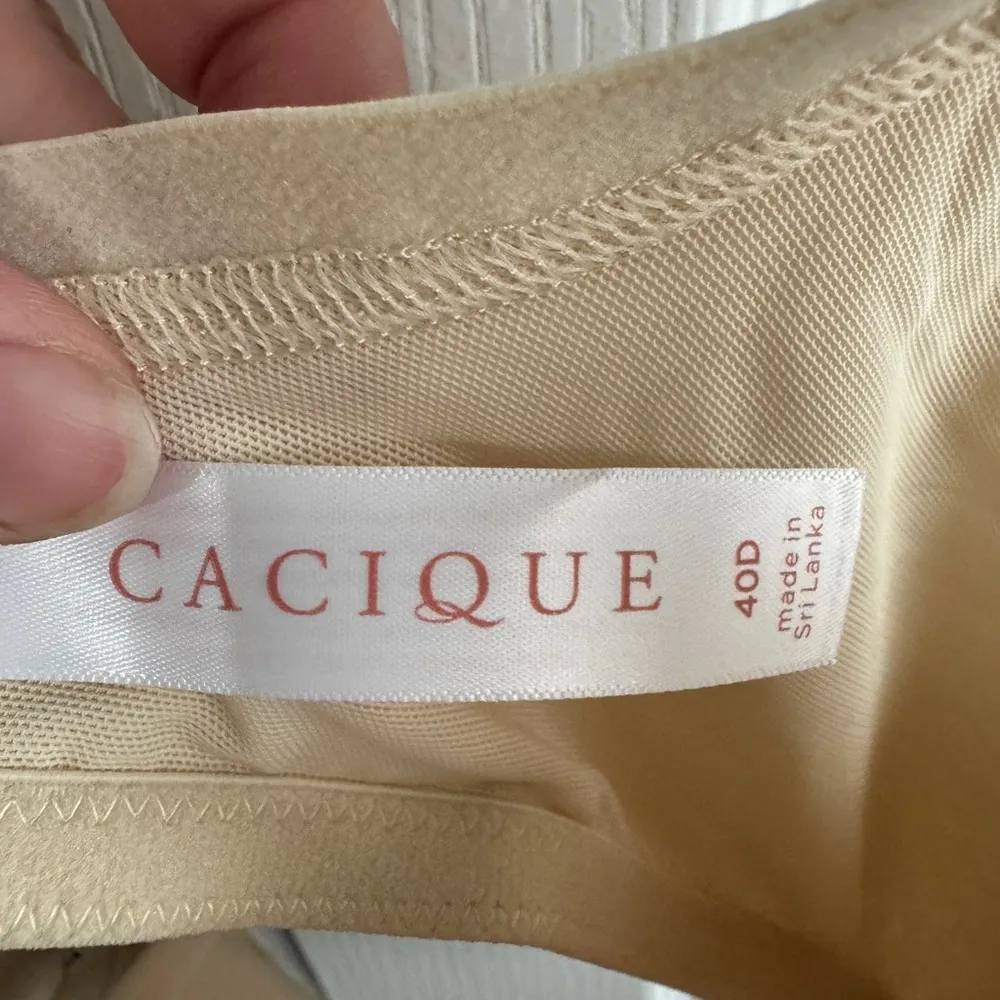 CACIQUE
40D
made in
Sri Lanka